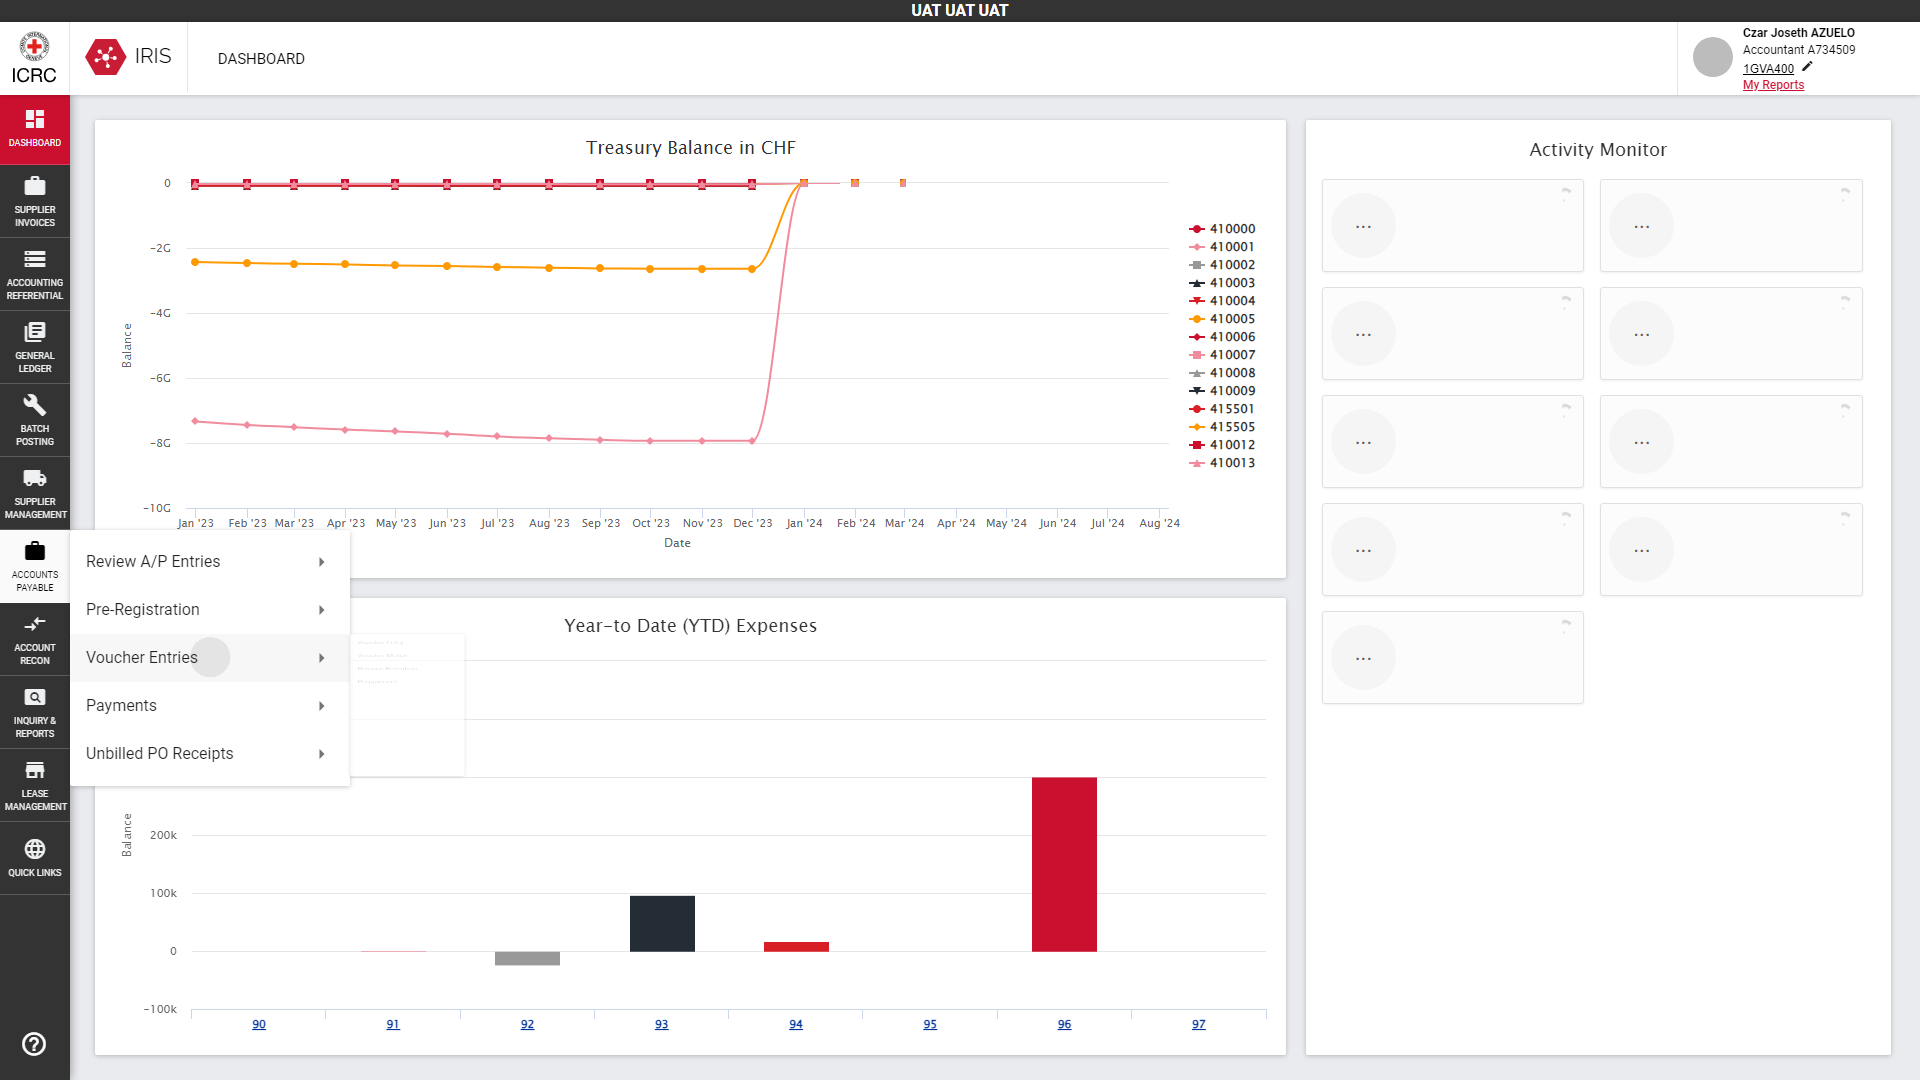 UAT UAT UAT
ICRC
IRIS
DASHBOARD
Czar Joseth AZUELO
Accountant A734509
1GVA400
My Reports
DASHBOARD
SUPPLIER
INVOICES
ACCOUNTING
REFERENTIAL
GENERAL
LEDGER
BATCH
POSTING
SUPPLIER
MANAGEMENT
ACCOUNTS
PAYABLE
ACCOUNT
RECON
INQUIRY &
REPORTS
LEASE
MANAGEMENT
QUICK LINKS
Review A/P Entries
Pre-Registration
Voucher Entries
Payments
Unbilled PO Receipts
Treasury Balance in CHF
Balance
0
−2G
−4G
−6G
−8G
−10G
Jan '23 Feb '23 Mar '23 Apr '23 May '23 Jun '23 Jul '23 Aug '23 Sep '23 Oct '23 Nov '23 Dec '23 Jan '24 Feb '24 Mar '24 Apr '24 May '24 Jun '24 Jul '24 Aug '24
Date
410000
410001
410002
410003
410004
410005
410006
410007
410008
410009
415501
415505
410012
410013
Year-to Date (YTD) Expenses
Balance
200k
100k
0
−100k
90 91 92 93 94 95 96 97
Activity Monitor
... ...
... ...
... ...
... ...
...